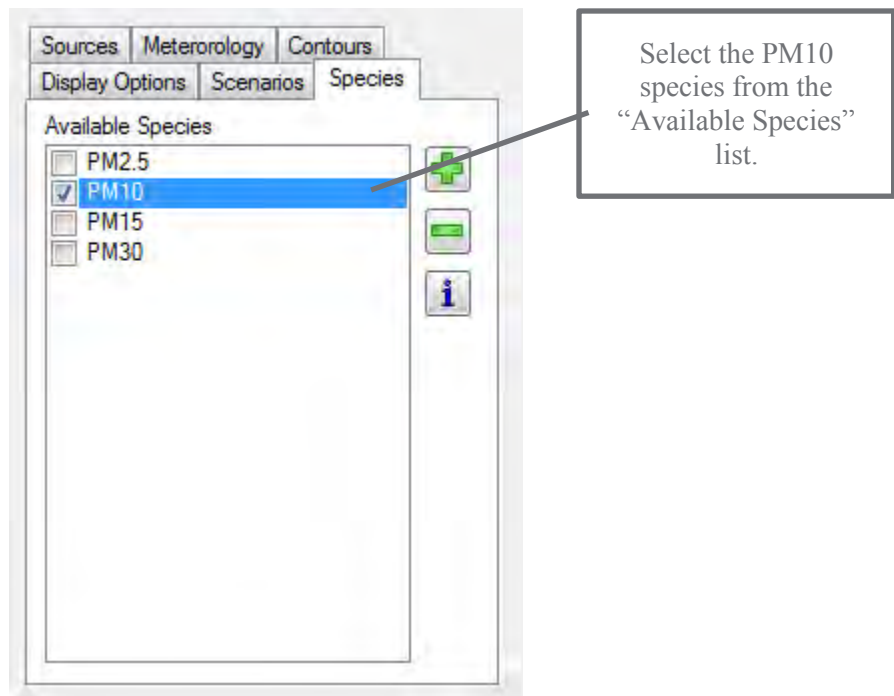 Sources Meterorology Contours
Display Options Scenarios Species
Available Species
PM2.5
PM10
PM15
PM30
i
Select the PM10
species from the
“Available Species”
list.